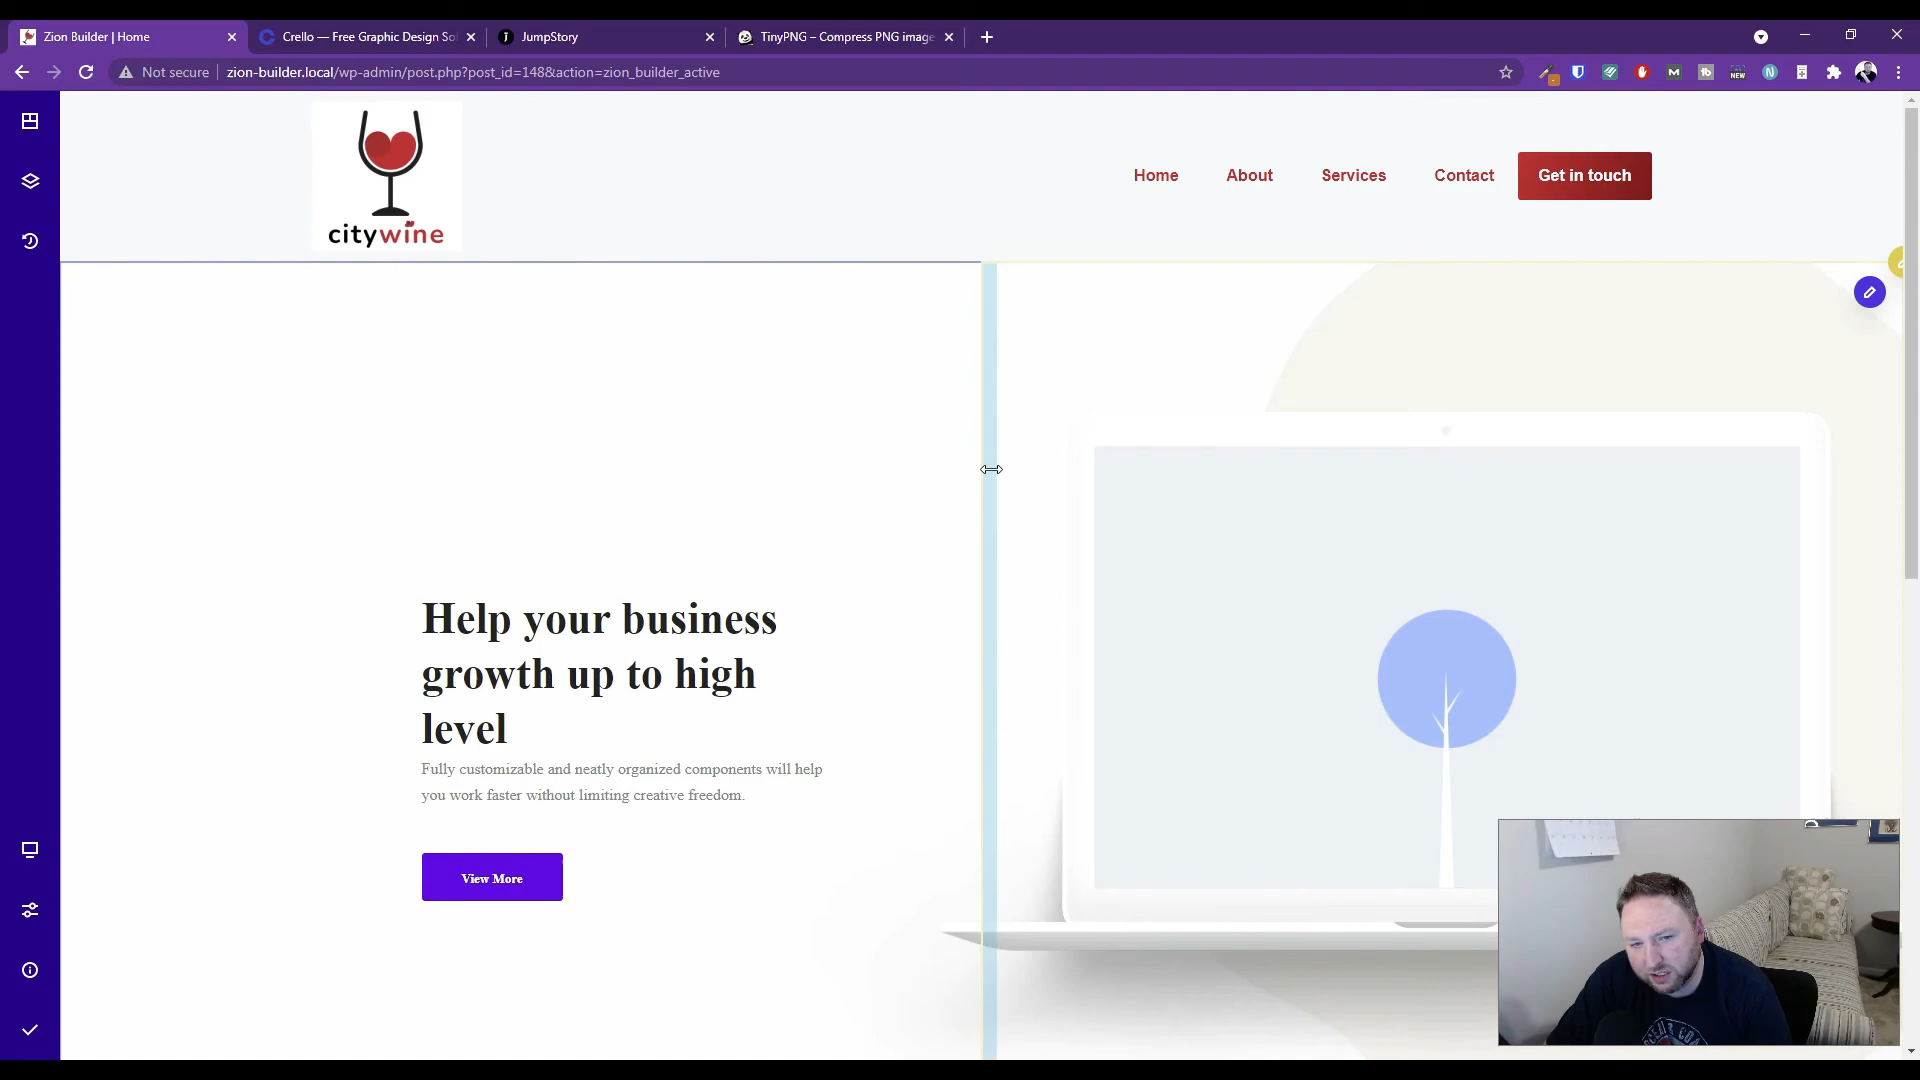 Zion Builder | Home
Crello — Free Graphic Design So
JumpStory
TinyPNG – Compress PNG image
Not secure
zion-builder.local/wp-admin/post.php?post_id=148&action=zion_builder_active
NEW
citywine
Home
About
Services
Contact
Get in touch
Help your business
growth up to high
level
Fully customizable and neatly organized components will help
you work faster without limiting creative freedom.
View More